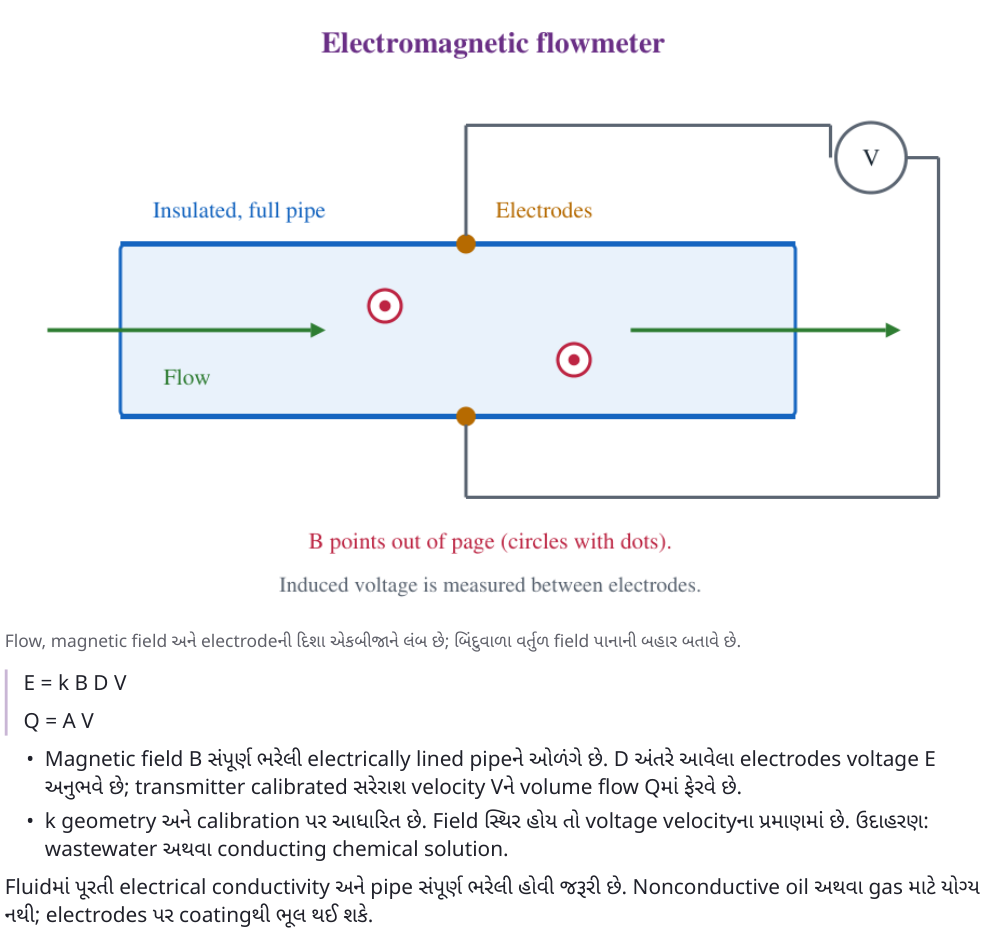 Electromagnetic flowmeter
V
Insulated, full pipe
Electrodes
Flow
B points out of page (circles with dots).
Induced voltage is measured between electrodes.
Flow, magnetic field અને electrodeની દિશા એકબીજાને લંબ છે; બિંદુવાળા વર્તુળ field પાનાની બહાર બતાવે છે.
E = k B D V
Q = A V
• Magnetic field B સંપૂર્ણ ભરેલી electrically lined pipeને ઓળંગે છે. D અંતરે આવેલા electrodes voltage E
અનુભવે છે; transmitter calibrated સરેરાશ velocity Vને volume flow Qમાં ફેરવે છે.
• k geometry અને calibration પર આધારિત છે. Field સ્થિર હોય તો voltage velocityના પ્રમાણમાં છે. ઉદાહરણ:
wastewater અથવા conducting chemical solution.
Fluidમાં પૂરતી electrical conductivity અને pipe સંપૂર્ણ ભરેલી હોવી જરૂરી છે. Nonconductive oil અથવા gas માટે યોગ્ય
નથી; electrodes પર coatingથી ભૂલ થઈ શકે.